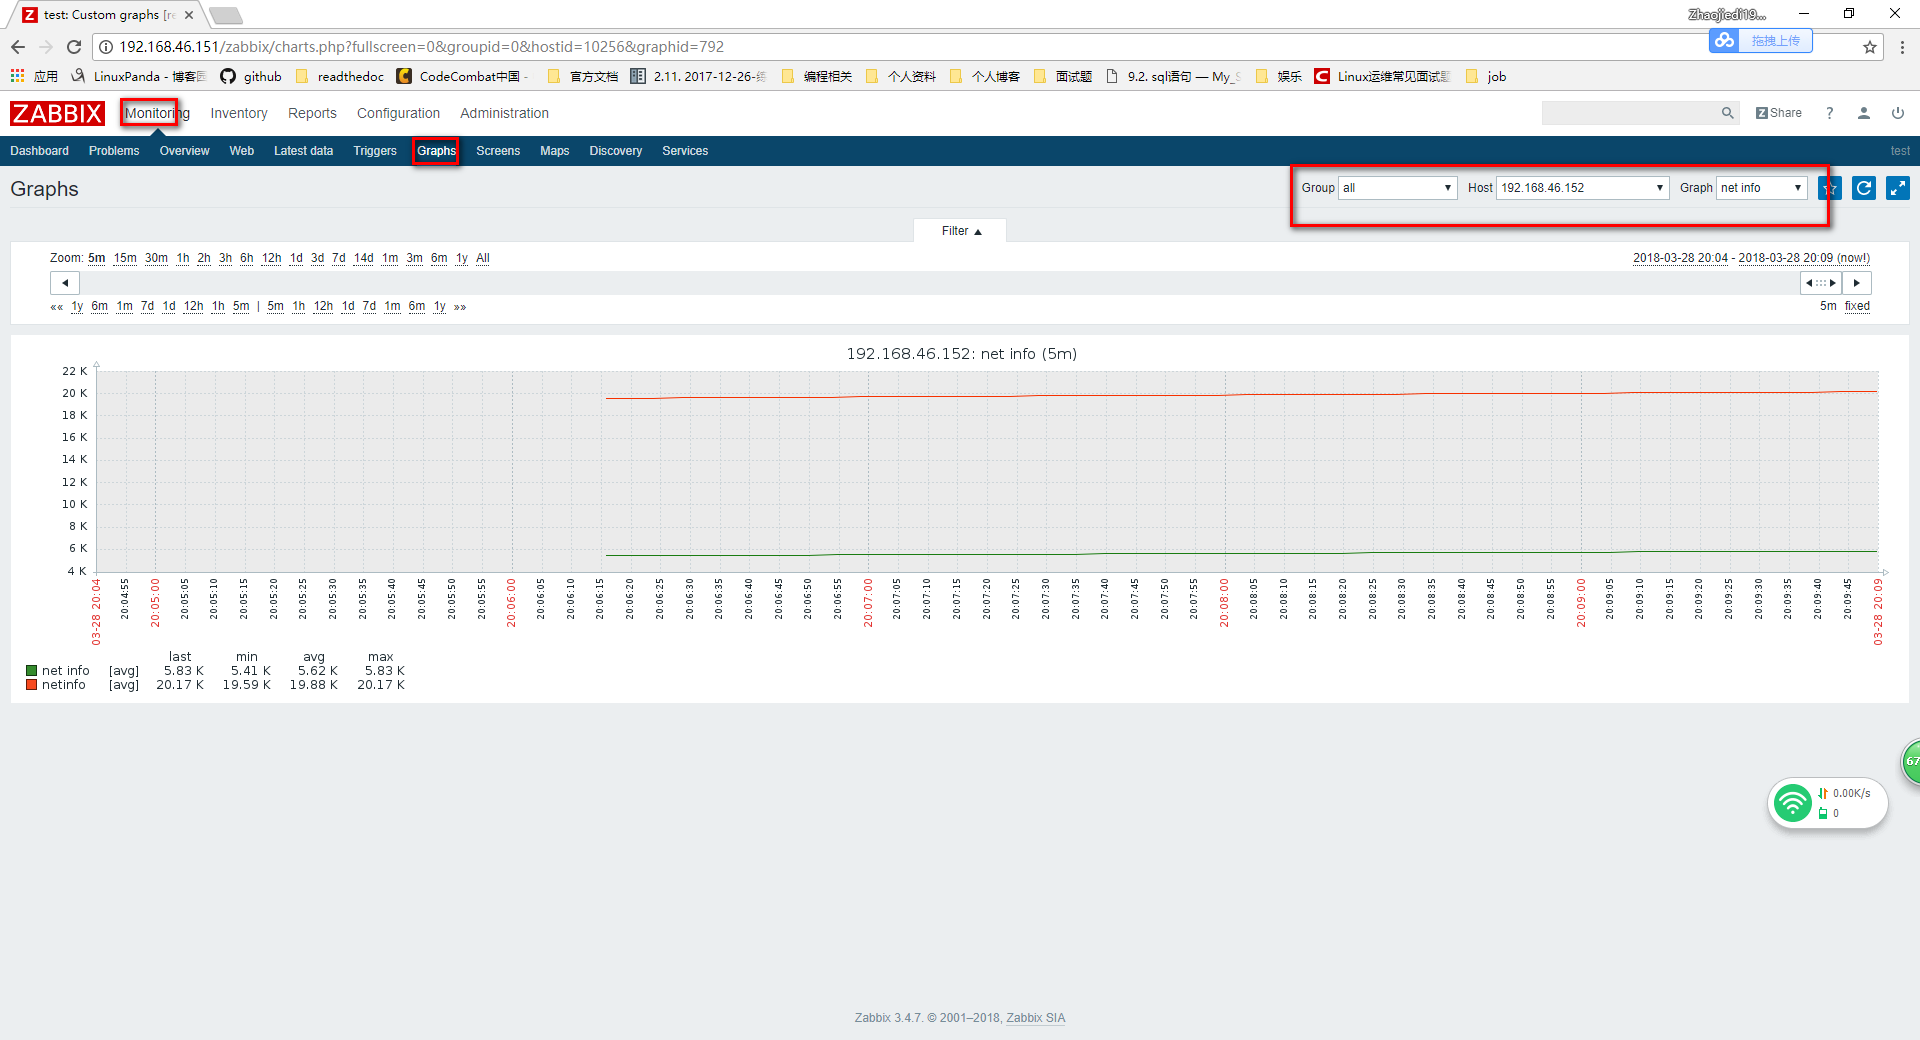 test: Custom graphs [re
Zhaojiedi19...
192.168.46.151/zabbix/charts.php?fullscreen=0&groupid=0&hostid=10256&graphid=792
拖拽上传
应用 LinuxPanda - 博客园 github readthedoc CodeCombat中国 - 官方文档 2.11. 2017-12-26- 编程相关 个人资料 个人博客 面试题 9.2. sql语句 — My_S 娱乐 Linux运维常见面试题 job
ZABBIX Monitoring Inventory Reports Configuration Administration Z Share ?
Dashboard Problems Overview Web Latest data Triggers Graphs Screens Maps Discovery Services test
Graphs Group all Host 192.168.46.152 Graph net info
Filter
Zoom: 5m 15m 30m 1h 2h 3h 6h 12h 1d 3d 7d 14d 1m 3m 6m 1y All 2018-03-28 20:04 - 2018-03-28 20:09 (now!)
«« 1y 6m 1m 7d 1d 12h 1h 5m | 5m 1h 12h 1d 7d 1m 6m 1y »» 5m fixed
192.168.46.152: net info (5m)
22 K
20 K
18 K
16 K
14 K
12 K
10 K
8 K
6 K
4 K
03-28 20:04 20:04:55 20:05:00 20:05:05 20:05:10 20:05:15 20:05:20 20:05:25 20:05:30 20:05:35 20:05:40 20:05:45 20:05:50 20:05:55 20:06:00 20:06:05 20:06:10 20:06:15 20:06:20 20:06:25 20:06:30 20:06:35 20:06:40 20:06:45 20:06:50 20:06:55 20:07:00 20:07:05 20:07:10 20:07:15 20:07:20 20:07:25 20:07:30 20:07:35 20:07:40 20:07:45 20:07:50 20:07:55 20:08:00 20:08:05 20:08:10 20:08:15 20:08:20 20:08:25 20:08:30 20:08:35 20:08:40 20:08:45 20:08:50 20:08:55 20:09:00 20:09:05 20:09:10 20:09:15 20:09:20 20:09:25 20:09:30 20:09:35 20:09:40 20:09:45 03-28 20:09
last min avg max
net info [avg] 5.83 K 5.41 K 5.62 K 5.83 K
netinfo [avg] 20.17 K 19.59 K 19.88 K 20.17 K
67
0.00K/s
0
Zabbix 3.4.7. © 2001–2018, Zabbix SIA